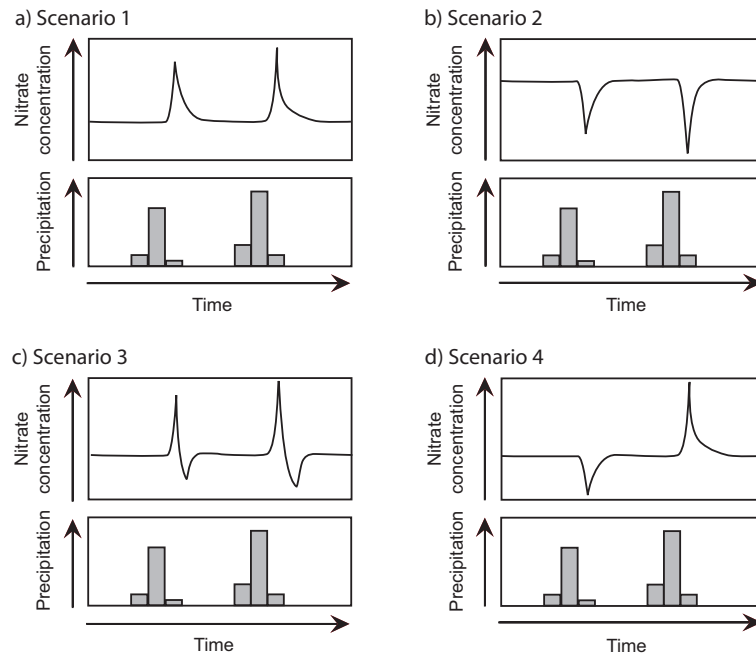 a) Scenario 1
Nitrate
concentration
Precipitation
Time
b) Scenario 2
Nitrate
concentration
Precipitation
Time
c) Scenario 3
Nitrate
concentration
Precipitation
Time
d) Scenario 4
Nitrate
concentration
Precipitation
Time